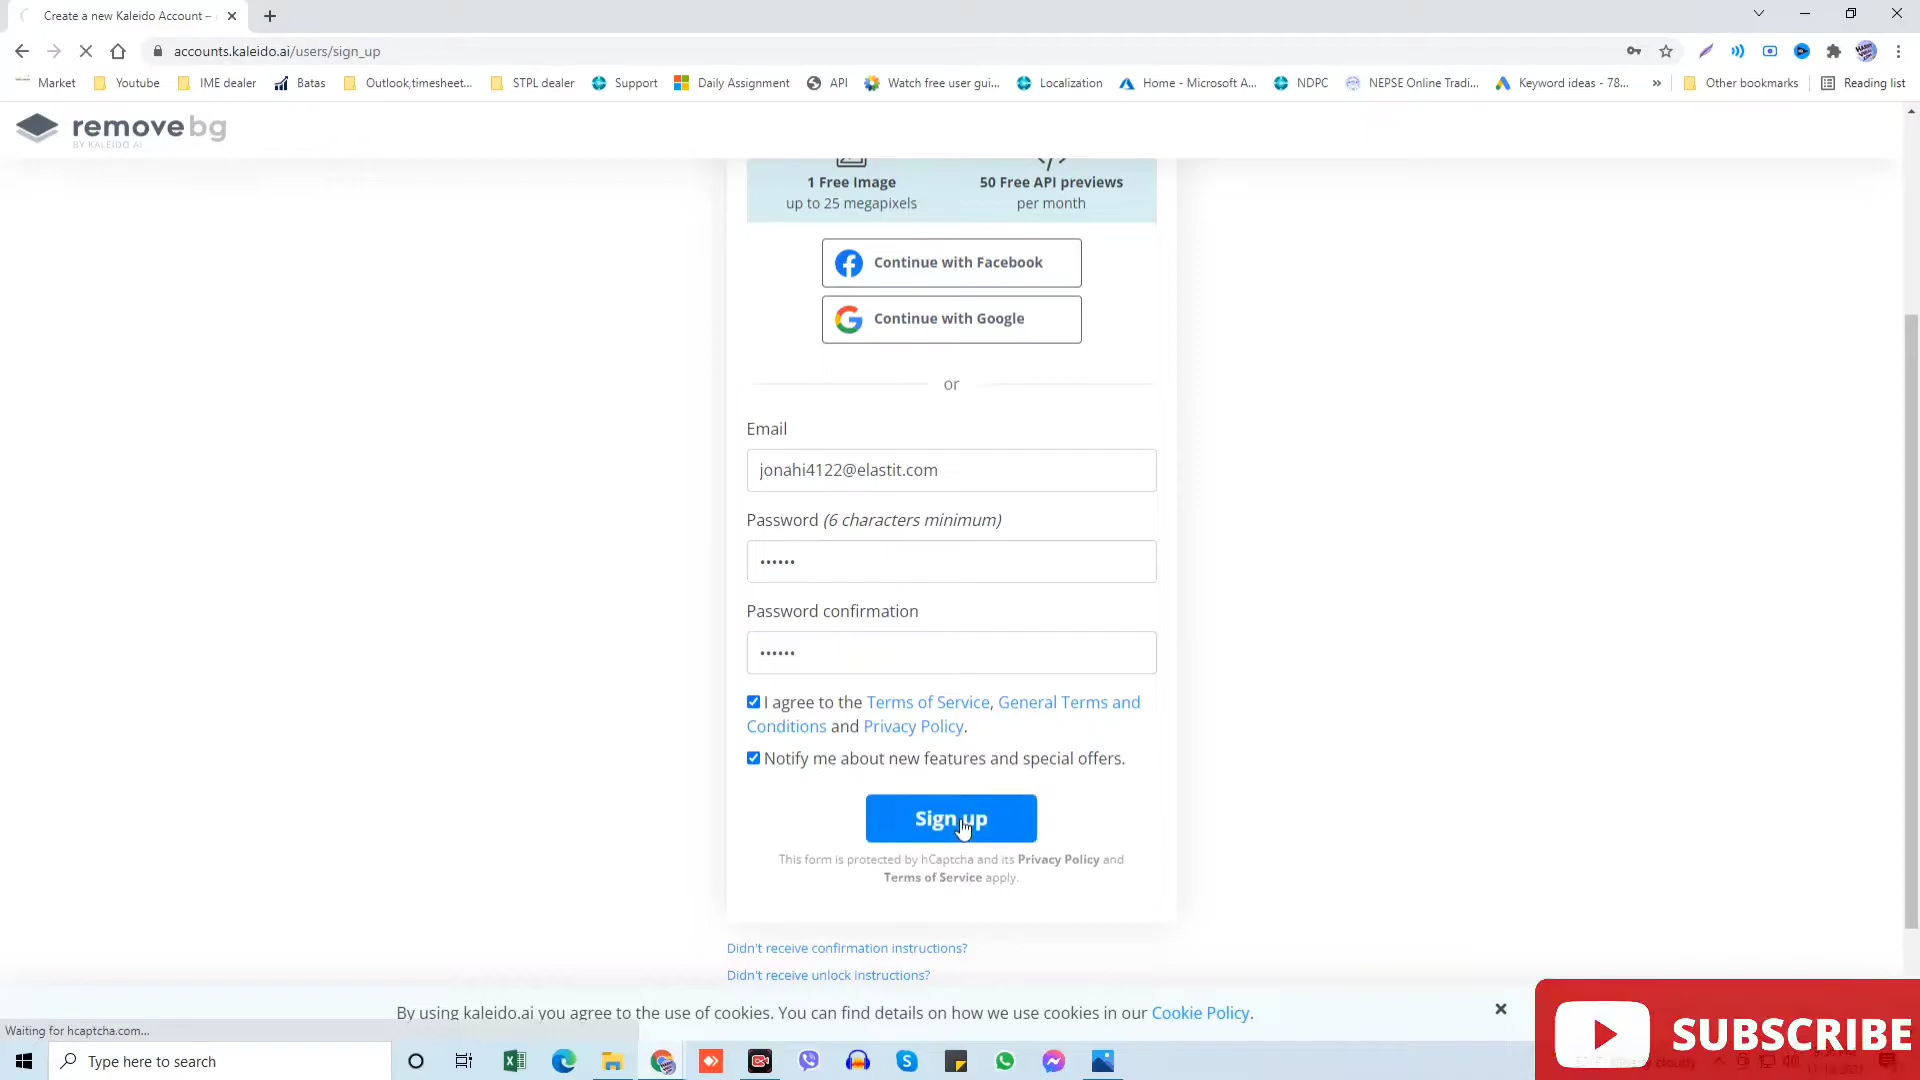 Create a new Kaleido Account –
accounts.kaleido.ai/users/sign_up
Market Youtube IME dealer Batas Outlook,timesheet... STPL dealer Support Daily Assignment API Watch free user gui... Localization Home - Microsoft A... NDPC NEPSE Online Tradi... Keyword ideas - 78... » Other bookmarks Reading list
removebg
BY KALEIDO AI
1 Free Image
up to 25 megapixels
50 Free API previews
per month
Continue with Facebook
Continue with Google
or
Email
jonahi4122@elastit.com
Password (6 characters minimum)
••••••
Password confirmation
••••••
I agree to the Terms of Service, General Terms and
Conditions and Privacy Policy.
Notify me about new features and special offers.
Sign up
This form is protected by hCaptcha and its Privacy Policy and
Terms of Service apply.
Didn't receive confirmation instructions?
Didn't receive unlock instructions?
By using kaleido.ai you agree to the use of cookies. You can find details on how we use cookies in our Cookie Policy.
Waiting for hcaptcha.com...
Type here to search
SUBSCRIBE